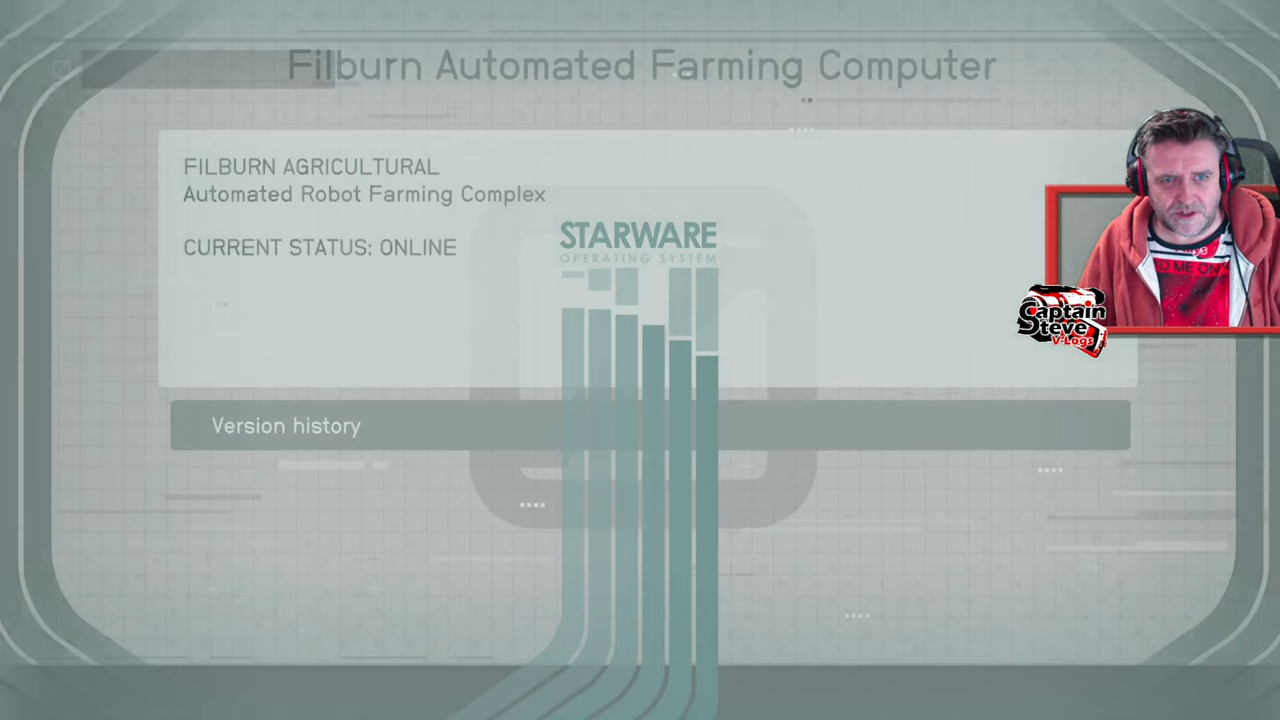 Filburn Automated Farming Computer
FILBURN AGRICULTURAL
Automated Robot Farming Complex
CURRENT STATUS: ONLINE
STARWARE
OPERATING SYSTEM
Version history
Captain
Steve
V-Logs